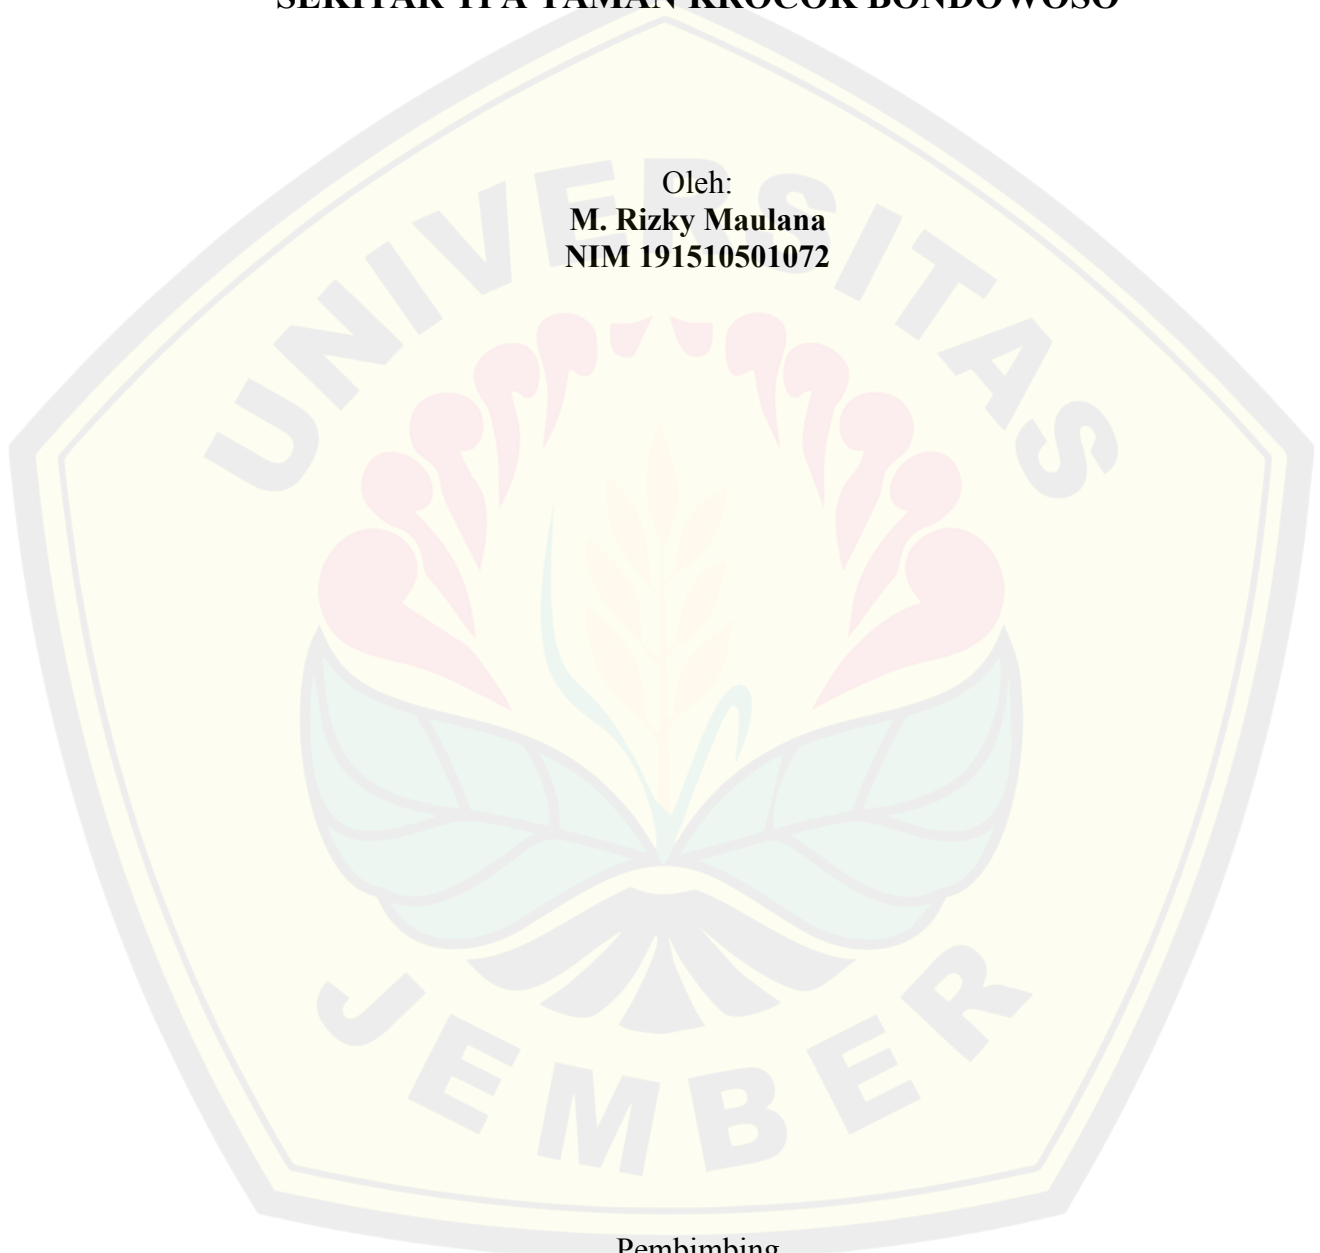 SEKITAR TPA TAMAN KROCOK BONDOWOSO
Oleh:
M. Rizky Maulana
NIM 191510501072
UNIVERSITAS
JEMBER
Pembimbing